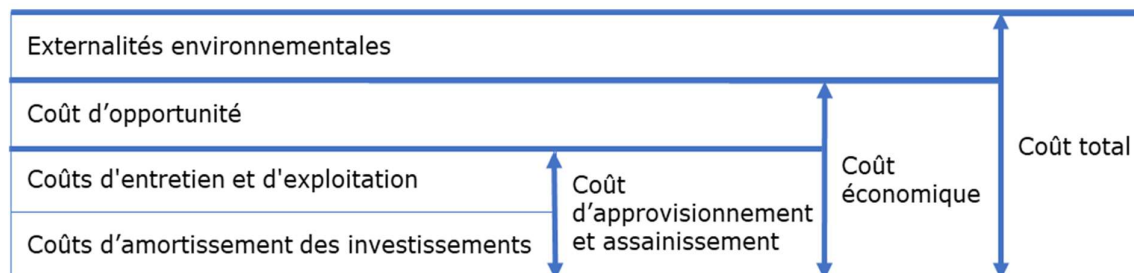 Externalités environnementales
Coût d’opportunité
Coûts d'entretien et d'exploitation
Coûts d’amortissement des investissements
Coût
d’approvisionnement
et assainissement
Coût
économique
Coût total